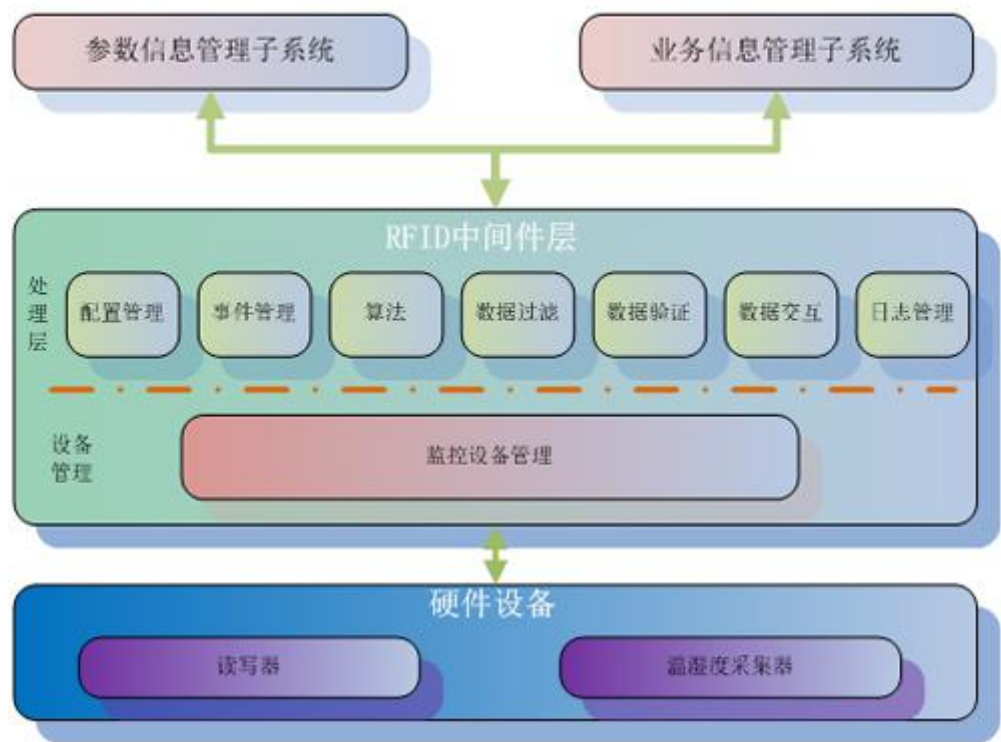 参数信息管理子系统
业务信息管理子系统
RFID中间件层
处
理
层
配置管理
事件管理
算法
数据过滤
数据验证
数据交互
日志管理
设备
管理
监控设备管理
硬件设备
读写器
温湿度采集器